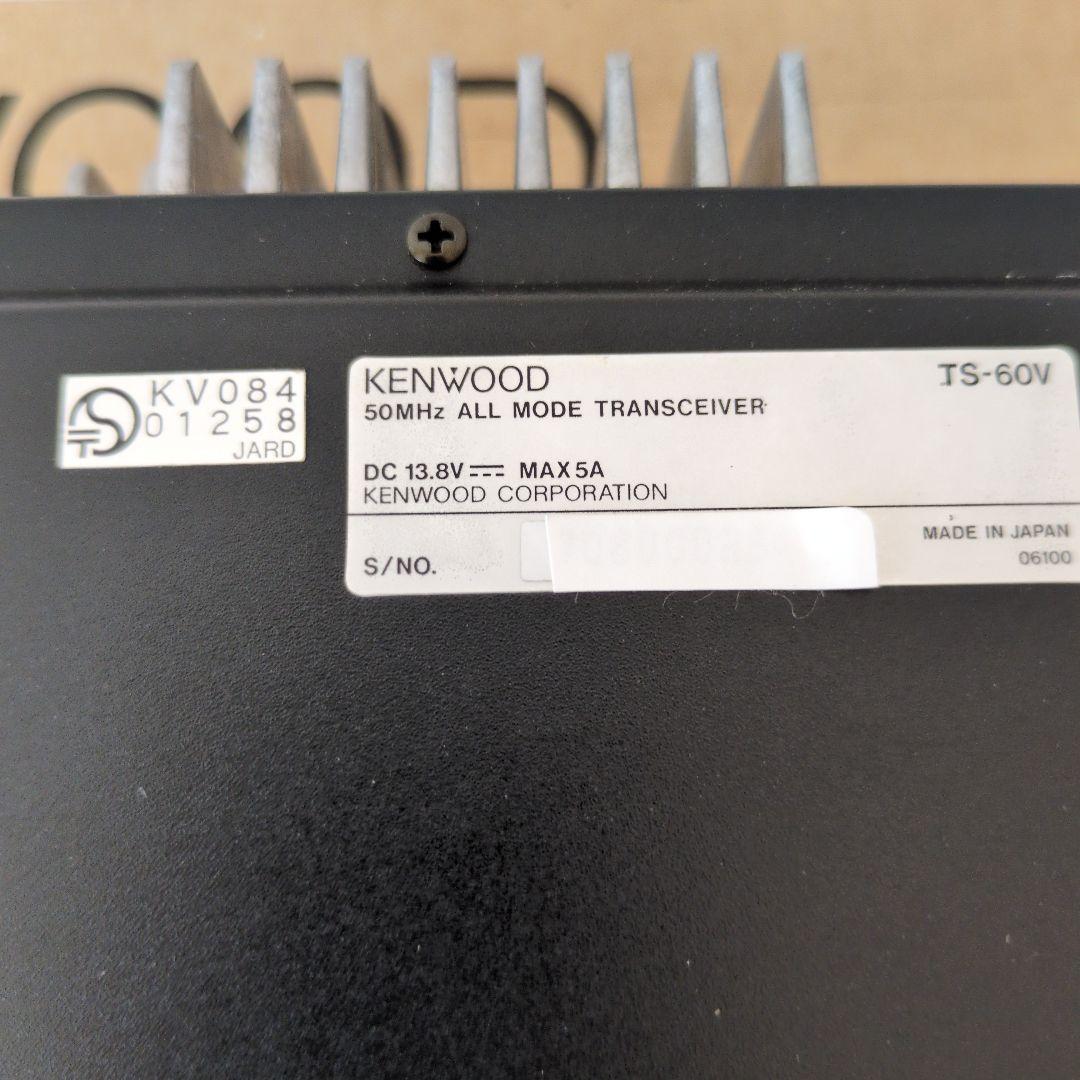 KV084
01258
JARD
KENWOOD
TS-60V
50MHz ALL MODE TRANSCEIVER
DC 13.8V MAX 5A
KENWOOD CORPORATION
S/NO.
MADE IN JAPAN
06100